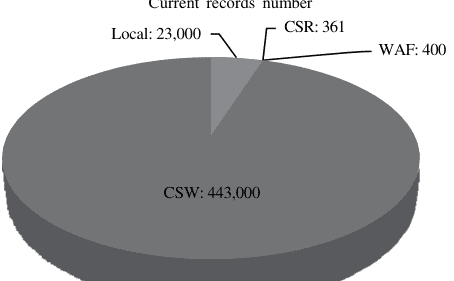 Current records number
CSR: 361
Local: 23,000
WAF: 400
CSW: 443,000